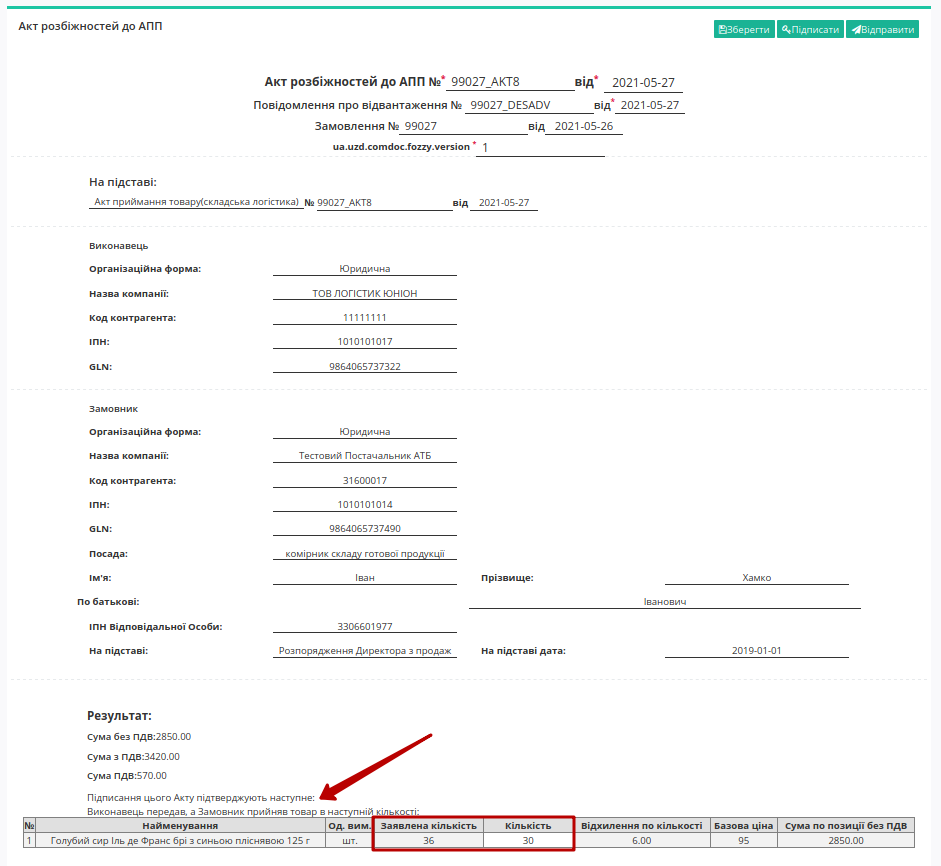 Акт розбіжностей до АПП
Зберегти Підписати Відправити
Акт розбіжностей до АПП №* 99027_АКТ8 від* 2021-05-27
Повідомлення про відвантаження № 99027_DESADV від* 2021-05-27
Замовлення № 99027 від 2021-05-26
ua.uzd.comdoc.fozzy.version * 1
На підставі:
Акт приймання товару(складська логістика) № 99027_АКТ8 від 2021-05-27
Виконавець
Організаційна форма: Юридична
Назва компанії: ТОВ ЛОГІСТИК ЮНІОН
Код контрагента: 11111111
ІПН: 1010101017
GLN: 9864065737322
Замовник
Організаційна форма: Юридична
Назва компанії: Тестовий Постачальник АТБ
Код контрагента: 31600017
ІПН: 1010101014
GLN: 9864065737490
Посада: комірник складу готової продукції
Ім'я: Іван Прізвище: Хамко
По батькові: Іванович
ІПН Відповідальної Особи: 3306601977
На підставі: Розпорядження Директора з продаж На підставі дата: 2019-01-01
Результат:
Сума без ПДВ:2850.00
Сума з ПДВ:3420.00
Сума ПДВ:570.00
Підписання цього Акту підтверджують наступне:
Виконавець передав, а Замовник прийняв товар в наступній кількості:
№ Найменування Од. вим. Заявлена кількість Кількість Відхилення по кількості Базова ціна Сума по позиції без ПДВ
1 Голубий сир Іль де Франс брі з синьою пліснявою 125 г шт. 36 30 6.00 95 2850.00